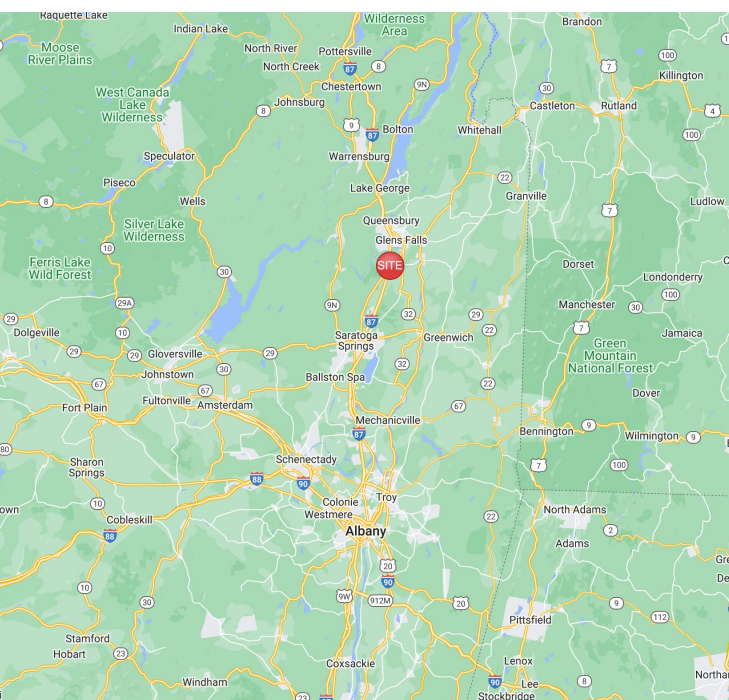 Raquette Lake
Indian Lake
Wilderness
Area
Brandon
Moose
River Plains
North River
Pottersville
87
8
7
100
North Creek
Killington
West Canada
Lake
Wilderness
Chestertown
9N
30
Johnsburg
8
Castleton
Rutland
4
9
87
Bolton
Whitehall
100
Speculator
Warrensburg
Piseco
Lake George
22
Granville
8
Wells
7
Ludlow
Silver Lake
Wilderness
Queensbury
Glens Falls
10
Ferris Lake
Wild Forest
SITE
Dorset
30
Londonderry
100
29A
9N
Manchester
30
29
87
32
29
Dolgeville
10
22
7
Jamaica
Saratoga
Springs
Greenwich
29
29
Gloversville
29
Green
Mountain
National Forest
Johnstown
30
32
67
67
Ballston Spa
22
Dover
Fort Plain
Fultonville
Amsterdam
67
Mechanicville
87
Bennington
9
Wilmington
9
80
Sharon
Springs
Schenectady
7
100
88
90
Troy
10
Colonie
Westmere
North Adams
own
Cobleskill
22
Albany
2
88
Adams
20
90
Gre
De
10
9W
912M
20
9
30
112
Pittsfield
Stamford
Hobart
23
Coxsackie
Lenox
Windham
90
Lee
8
Northan
23
Stockbridge